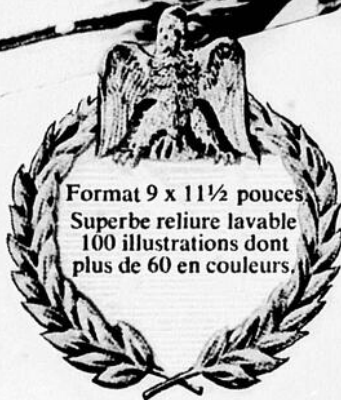 Format 9 x 11½ pouces
Superbe reliure lavable
100 illustrations dont
plus de 60 en couleurs.